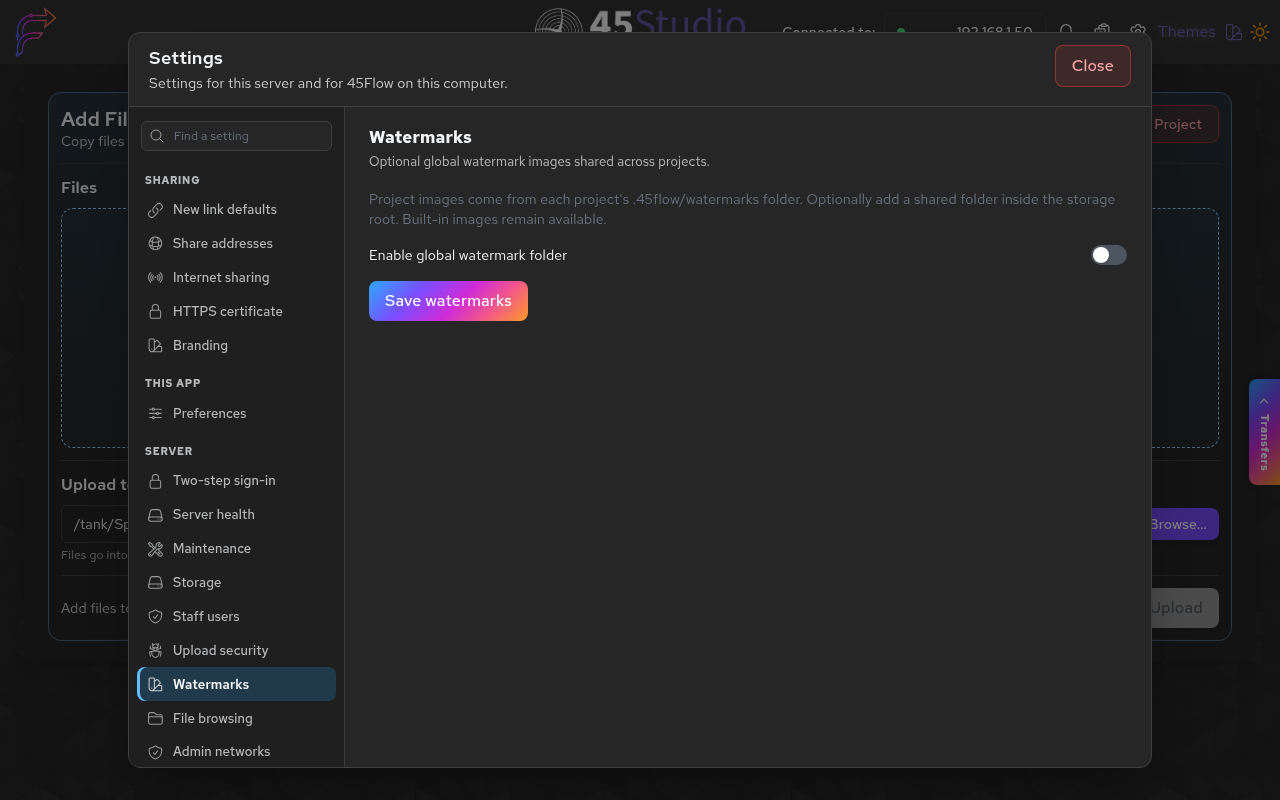 45Studio
Connected to:
192.168.1.50
Themes
Settings
Settings for this server and for 45Flow on this computer.
Close
Add Fil
Copy files
Project
Files
Find a setting
SHARING
New link defaults
Share addresses
Internet sharing
HTTPS certificate
Branding
THIS APP
Preferences
SERVER
Two-step sign-in
Server health
Maintenance
Storage
Staff users
Upload security
Watermarks
File browsing
Admin networks
Watermarks
Optional global watermark images shared across projects.
Project images come from each project's .45flow/watermarks folder. Optionally add a shared folder inside the storage
root. Built-in images remain available.
Enable global watermark folder
Save watermarks
Transfers
Upload to
/tank/Sp
Browse...
Files go into
Add files to
Upload